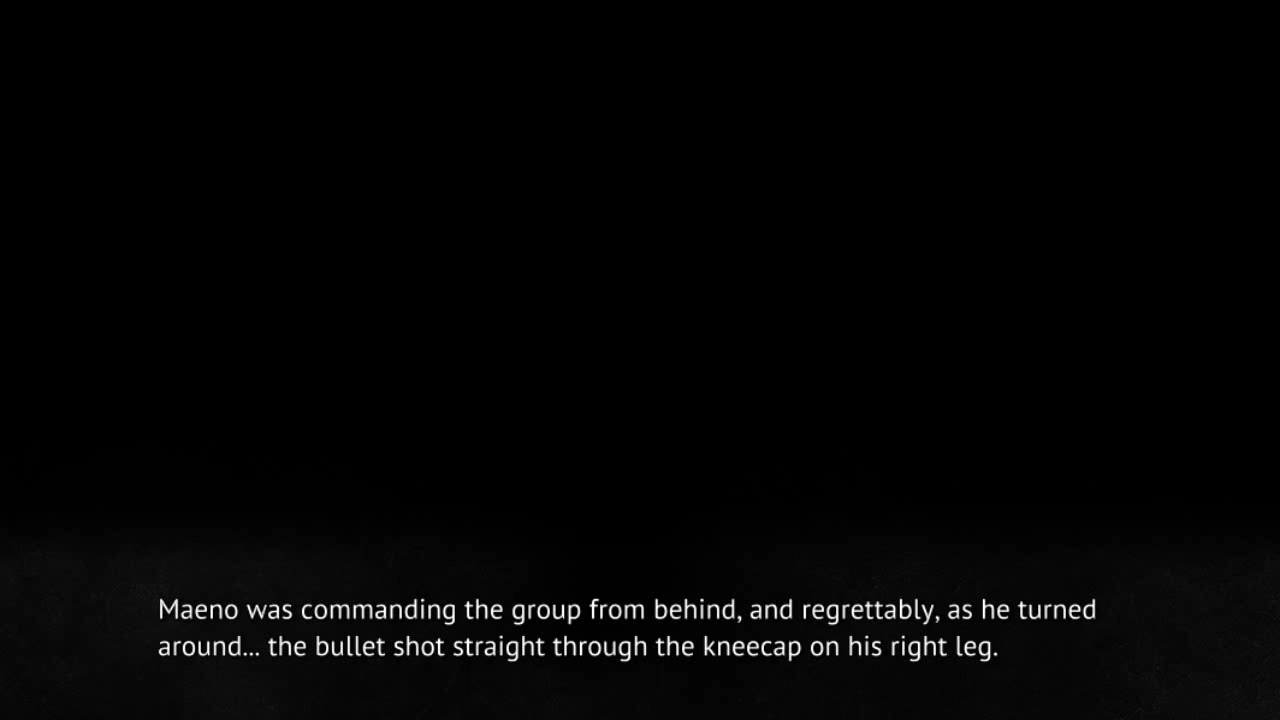 Maeno was commanding the group from behind, and regrettably, as he turned
around... the bullet shot straight through the kneecap on his right leg.